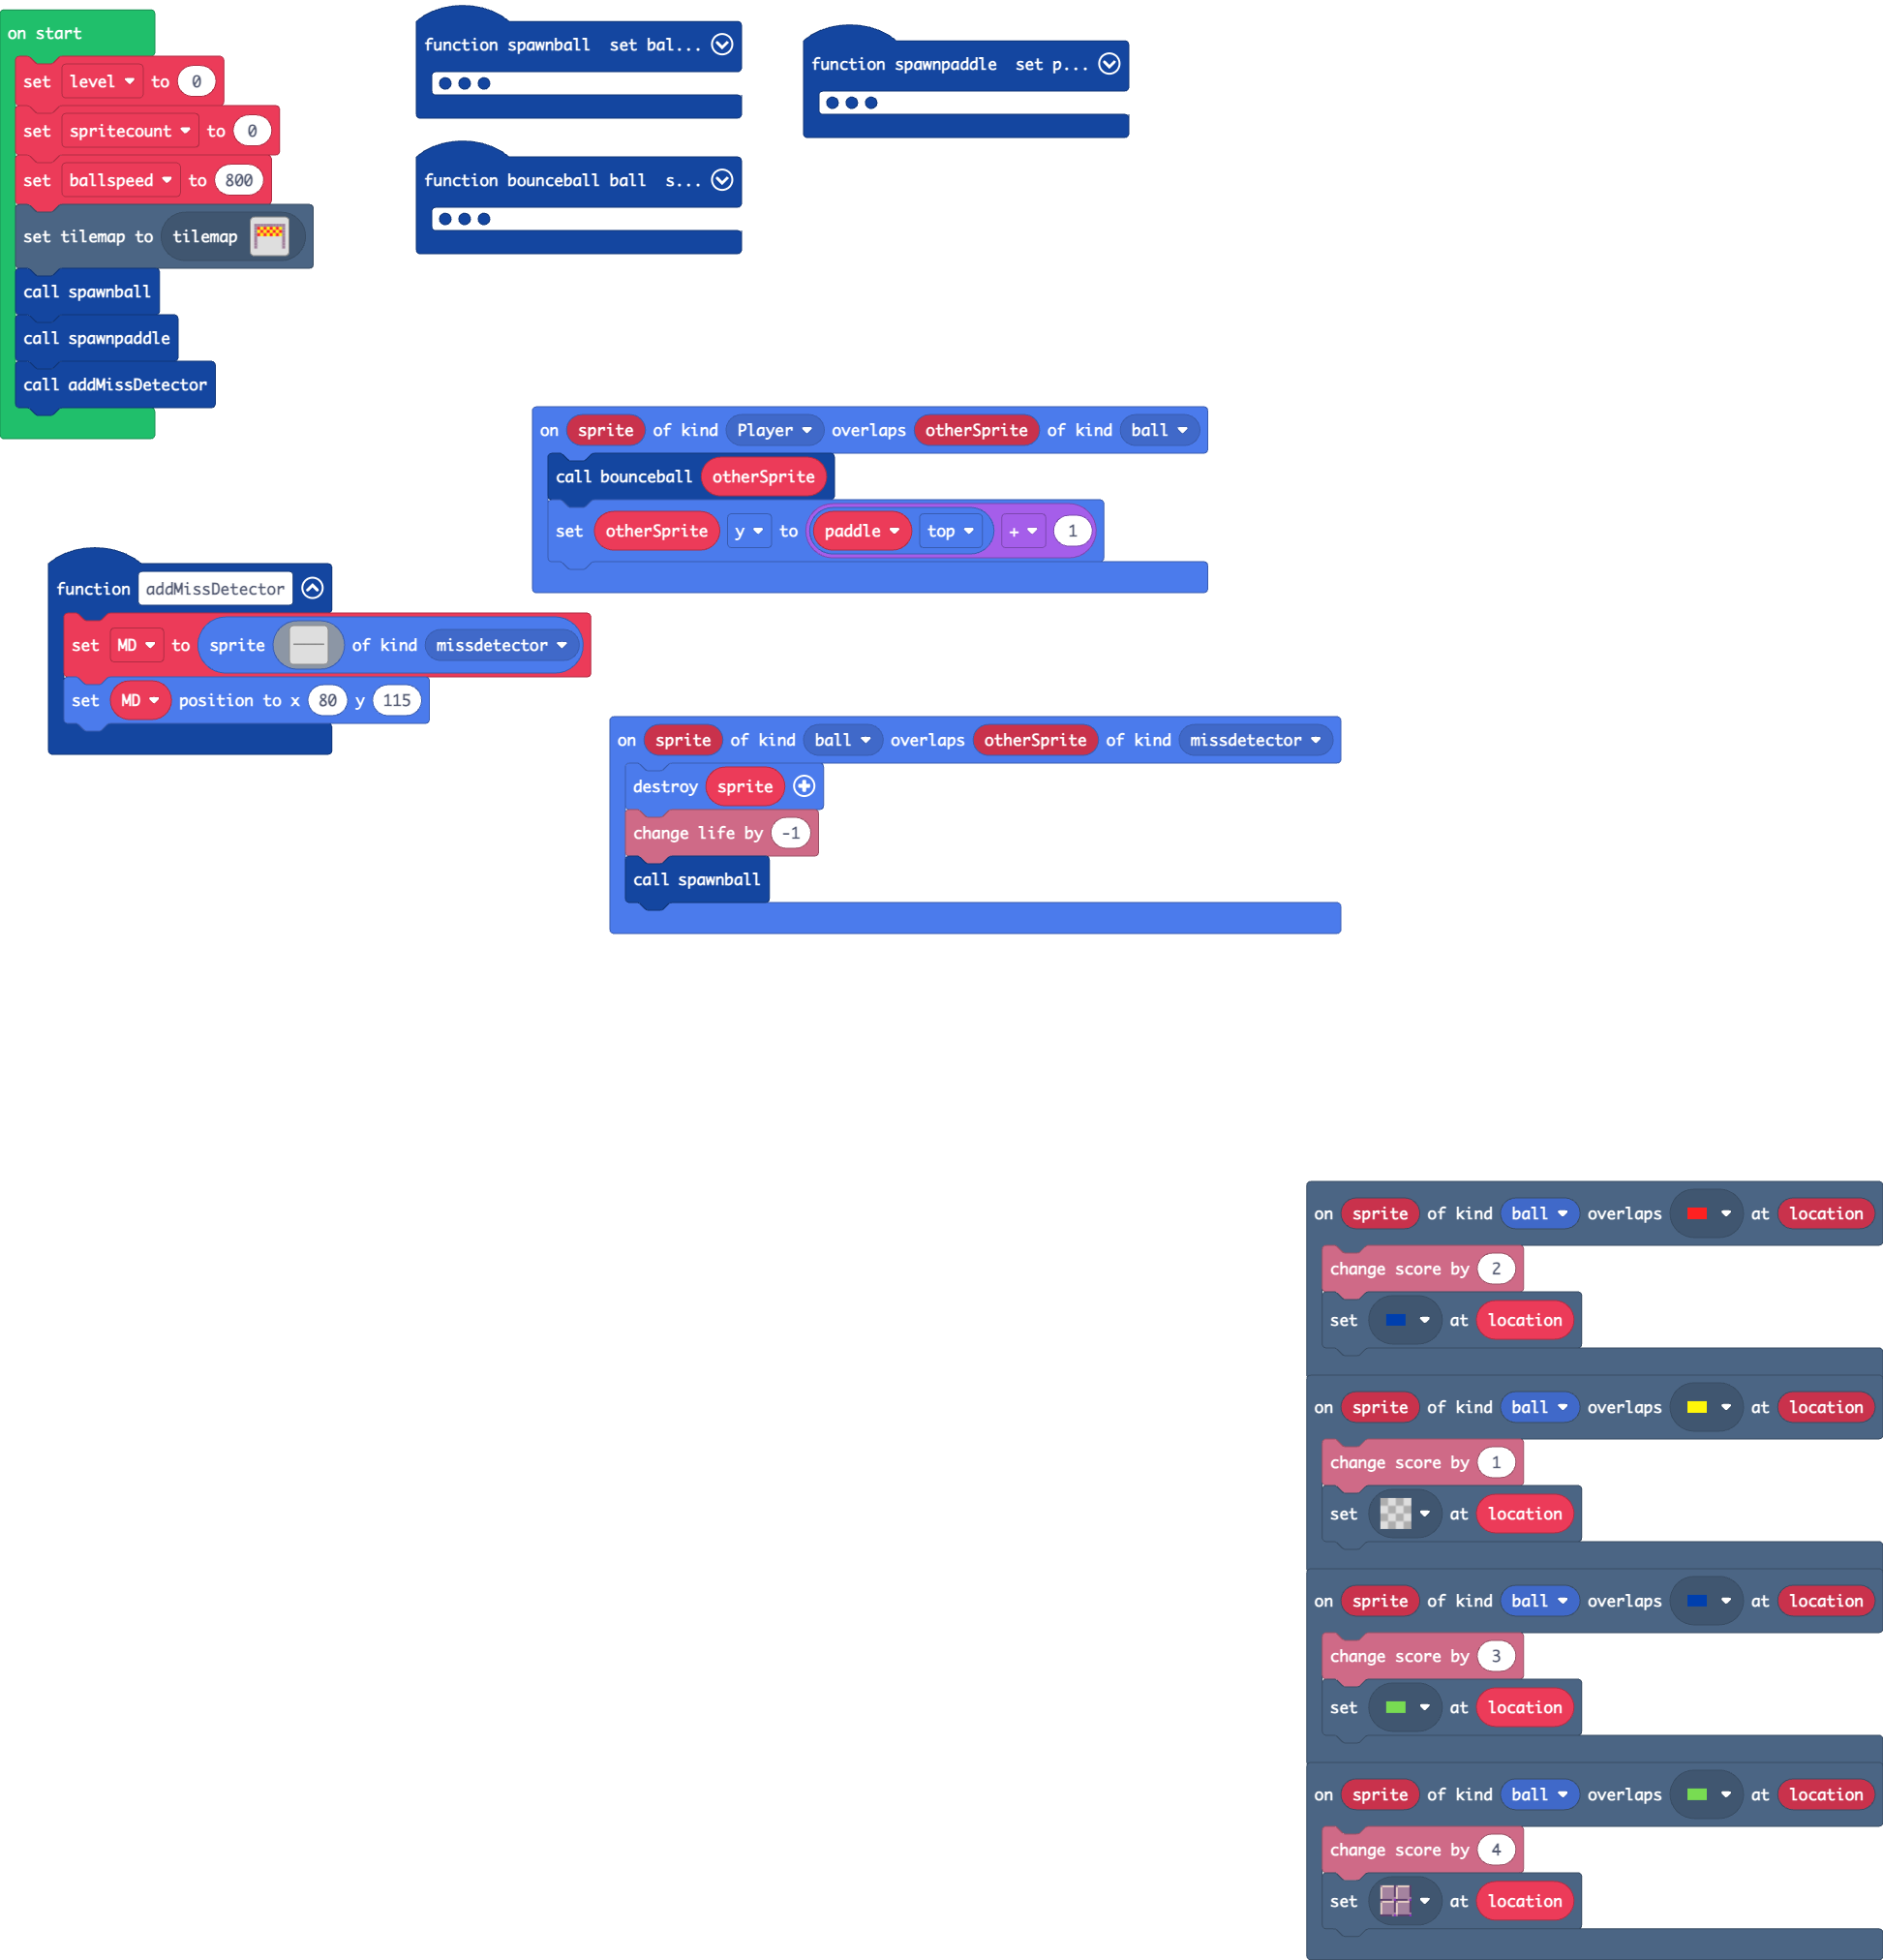 on start
set level to 0
set spritecount to 0
set ballspeed to 800
set tilemap to tilemap
call spawnball
call spawnpaddle
call addMissDetector
function spawnball set bal...
function bounceball ball s...
function spawnpaddle set p...
on sprite of kind Player overlaps otherSprite of kind ball
call bounceball otherSprite
set otherSprite y to paddle top + 1
function addMissDetector
set MD to sprite of kind missdetector
set MD position to x 80 y 115
on sprite of kind ball overlaps otherSprite of kind missdetector
destroy sprite
change life by -1
call spawnball
on sprite of kind ball overlaps at location
change score by 2
set at location
on sprite of kind ball overlaps at location
change score by 1
set at location
on sprite of kind ball overlaps at location
change score by 3
set at location
on sprite of kind ball overlaps at location
change score by 4
set at location